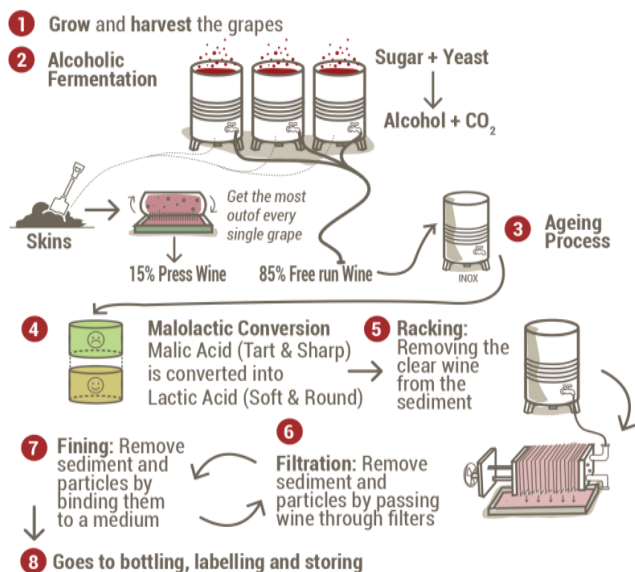 1 Grow and harvest the grapes
2 Alcoholic
Fermentation
Sugar + Yeast
Alcohol + CO₂
Skins
Get the most
outof every
single grape
15% Press Wine
85% Free run Wine
INOX
3 Ageing
Process
4 Malolactic Conversion
Malic Acid (Tart & Sharp)
is converted into
Lactic Acid (Soft & Round)
5 Racking:
Removing the
clear wine
from the
sediment
6
Filtration: Remove
sediment and
particles by passing
wine through filters
7 Fining: Remove
sediment and
particles by
binding them
to a medium
8 Goes to bottling, labelling and storing